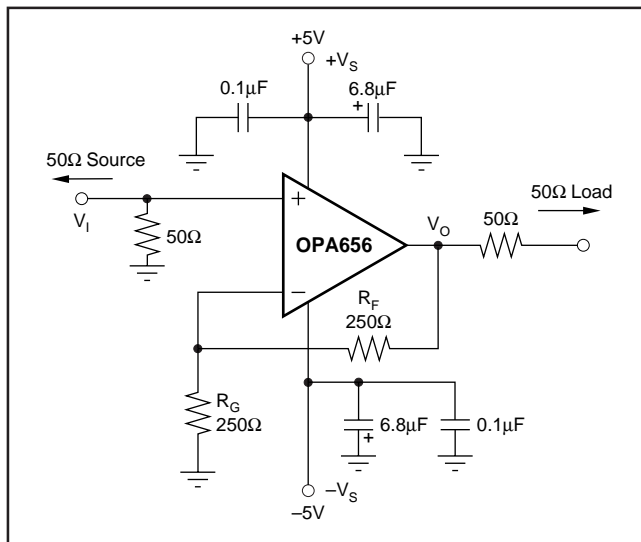 +5V
+V_S
0.1μF
6.8μF
+
50Ω Source
50Ω Load
V_I
+
50Ω
OPA656
V_O
50Ω
−
R_F
250Ω
R_G
250Ω
6.8μF
0.1μF
+
−V_S
−5V